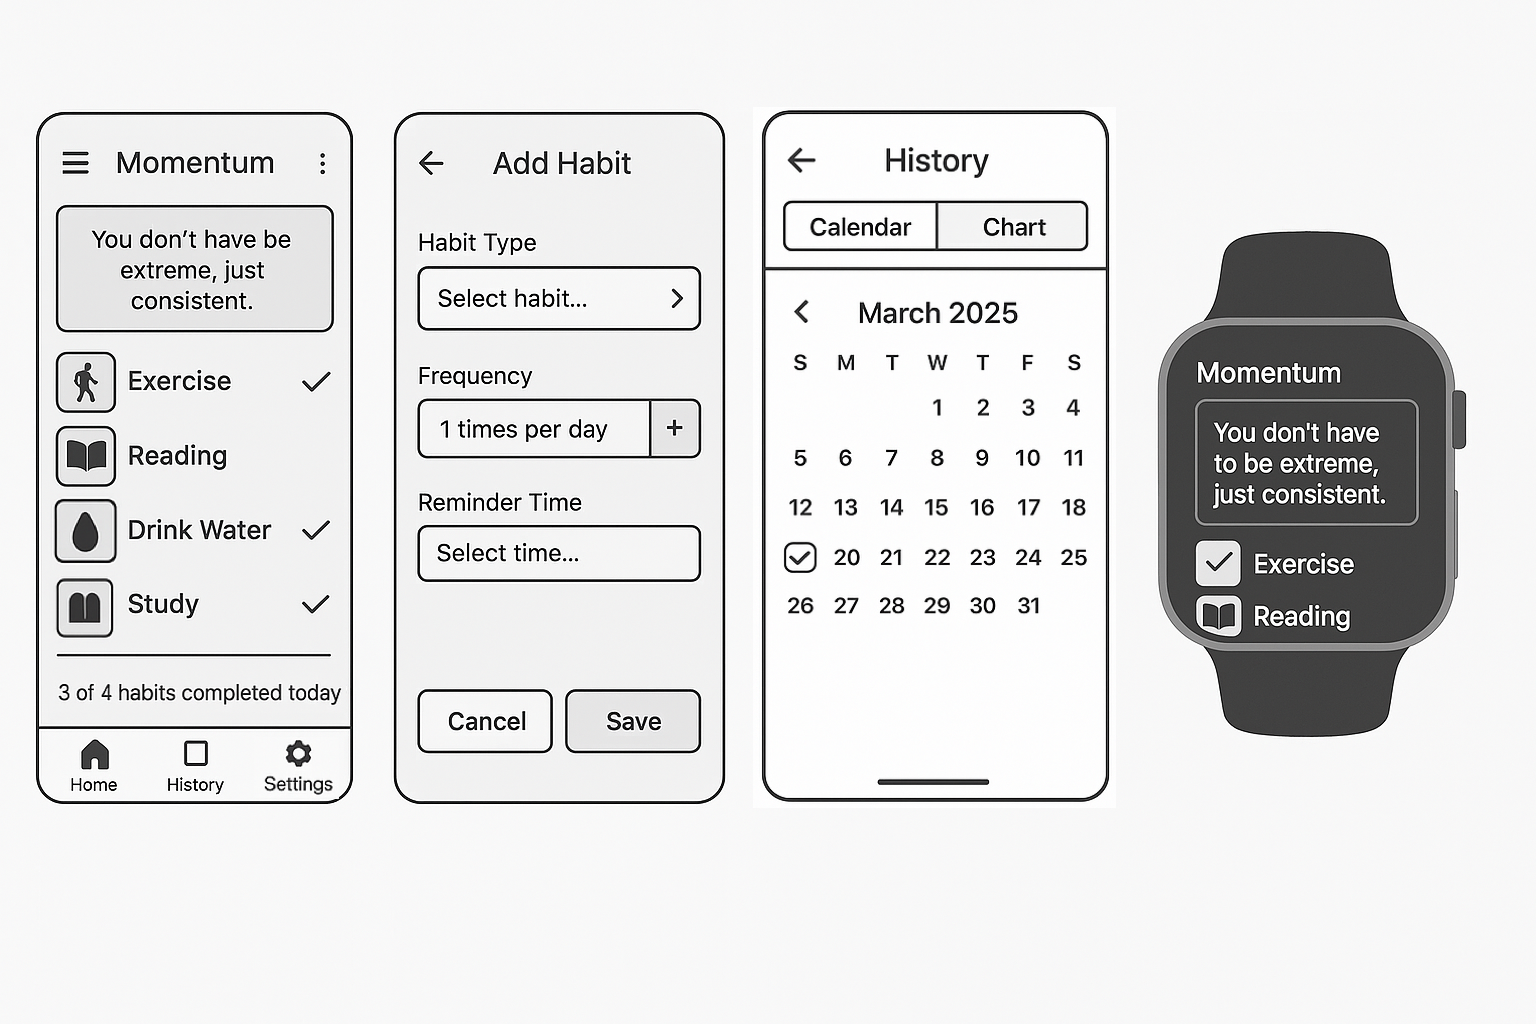 Momentum
You don’t have be
extreme, just
consistent.
Exercise
Reading
Drink Water
Study
3 of 4 habits completed today
Home History Settings
Add Habit
Habit Type
Select habit...
Frequency
1 times per day +
Reminder Time
Select time...
Cancel Save
History
Calendar Chart
March 2025
S M T W T F S
1 2 3 4
5 6 7 8 9 10 11
12 13 14 15 16 17 18
20 21 22 23 24 25
26 27 28 29 30 31
Momentum
You don't have
to be extreme,
just consistent.
Exercise
Reading